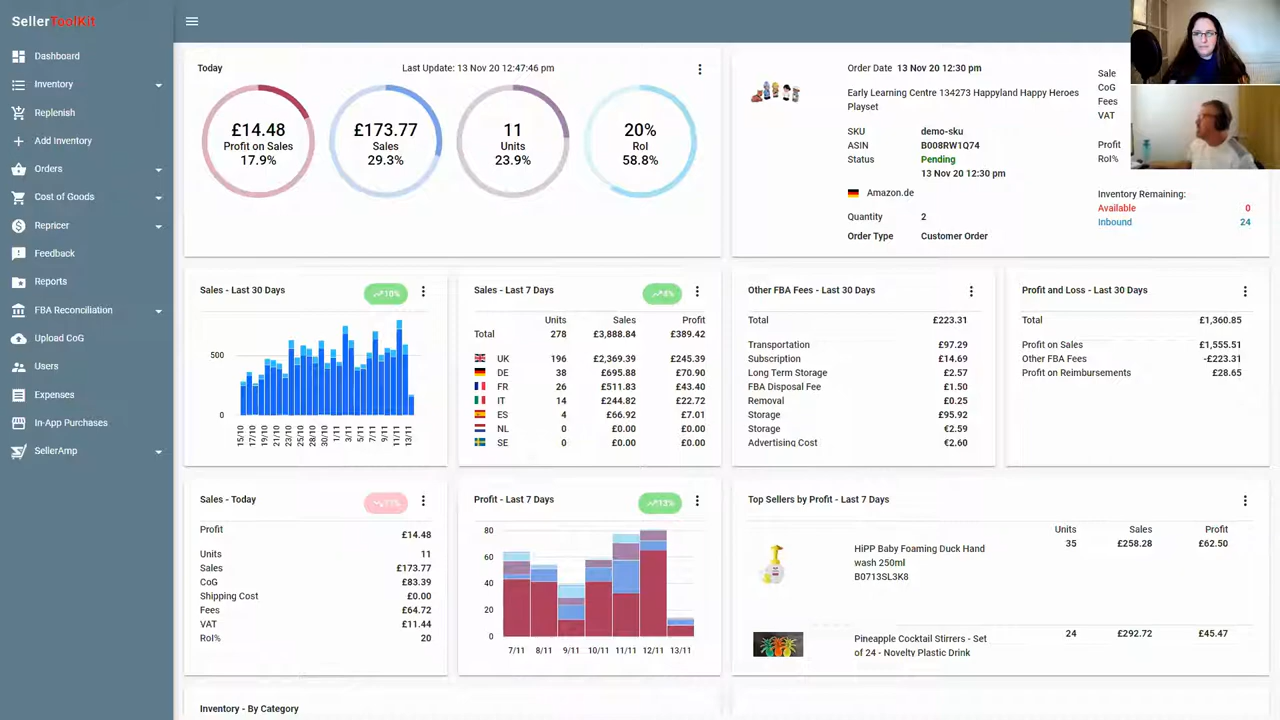 SellerToolKit
Dashboard
Inventory
Replenish
Add Inventory
Orders
Cost of Goods
Repricer
Feedback
Reports
FBA Reconciliation
Upload CoG
Users
Expenses
In-App Purchases
SellerAmp
Today
Last Update: 13 Nov 20 12:47:46 pm
£14.48
Profit on Sales
17.9%
£173.77
Sales
29.3%
11
Units
23.9%
20%
RoI
58.8%
Order Date 13 Nov 20 12:30 pm
Early Learning Centre 134273 Happyland Happy Heroes
Playset
SKU demo-sku
ASIN B008RW1Q74
Status Pending
13 Nov 20 12:30 pm
Amazon.de
Quantity 2
Order Type Customer Order
Sale
CoG
Fees
VAT
Profit
RoI%
Inventory Remaining:
Available 0
Inbound 24
Sales - Last 30 Days
10%
500
0
15/10
17/10
19/10
21/10
23/10
25/10
28/10
30/10
1/11
3/11
5/11
7/11
9/11
11/11
13/11
Sales - Last 7 Days
Units Sales Profit
Total 278 £3,888.84 £389.42
UK 196 £2,369.39 £245.39
DE 38 £695.88 £70.90
FR 26 £511.83 £43.40
IT 14 £244.82 £22.72
ES 4 £66.92 £7.01
NL 0 £0.00 £0.00
SE 0 £0.00 £0.00
Other FBA Fees - Last 30 Days
Total £223.31
Transportation £97.29
Subscription £14.69
Long Term Storage £2.57
FBA Disposal Fee £1.50
Removal £0.25
Storage £95.92
Storage €2.59
Advertising Cost €2.60
Profit and Loss - Last 30 Days
Total £1,360.85
Profit on Sales £1,555.51
Other FBA Fees -£223.31
Profit on Reimbursements £28.65
Sales - Today
Profit £14.48
Units 11
Sales £173.77
CoG £83.39
Shipping Cost £0.00
Fees £64.72
VAT £11.44
RoI% 20
Profit - Last 7 Days
13%
80
60
40
20
0
7/11 8/11 9/11 10/11 11/11 12/11 13/11
Top Sellers by Profit - Last 7 Days
Units Sales Profit
HiPP Baby Foaming Duck Hand 35 £258.28 £62.50
wash 250ml
B0713SL3K8
Pineapple Cocktail Stirrers - Set 24 £292.72 £45.47
of 24 - Novelty Plastic Drink
Inventory - By Category